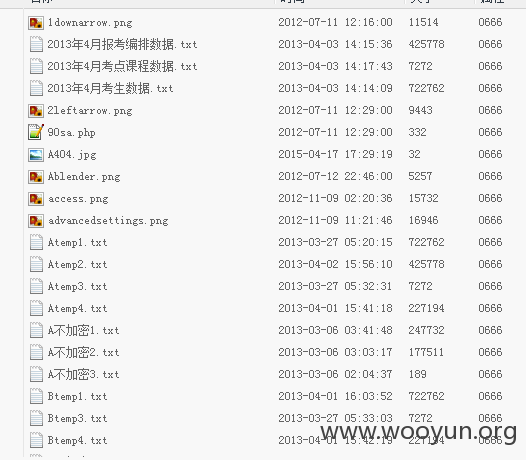 1downarrow.png 2012-07-11 12:16:00 11514 0666
2013年4月报考编排数据.txt 2013-04-03 14:15:36 425778 0666
2013年4月考点课程数据.txt 2013-04-03 14:17:43 7272 0666
2013年4月考生数据.txt 2013-04-03 14:14:09 722762 0666
2leftarrow.png 2012-07-11 12:29:00 9443 0666
90sa.php 2012-07-11 12:29:00 332 0666
A404.jpg 2015-04-17 17:29:19 32 0666
Ablender.png 2012-07-12 22:46:00 5257 0666
access.png 2012-11-09 02:20:36 15732 0666
advancedsettings.png 2012-11-09 11:21:46 16946 0666
Atemp1.txt 2013-03-27 05:20:15 722762 0666
Atemp2.txt 2013-04-02 15:56:10 425778 0666
Atemp3.txt 2013-03-27 05:32:31 7272 0666
Atemp4.txt 2013-04-01 15:41:18 227194 0666
A不加密1.txt 2013-03-06 03:41:48 247732 0666
A不加密2.txt 2013-03-06 03:03:17 177511 0666
A不加密3.txt 2013-03-06 02:04:37 189 0666
Btemp1.txt 2013-04-01 16:03:52 722762 0666
Btemp3.txt 2013-03-27 05:33:03 7272 0666
Btemp4.txt 2013-04-01 15:42:19 227194 0666
www.wooyun.org